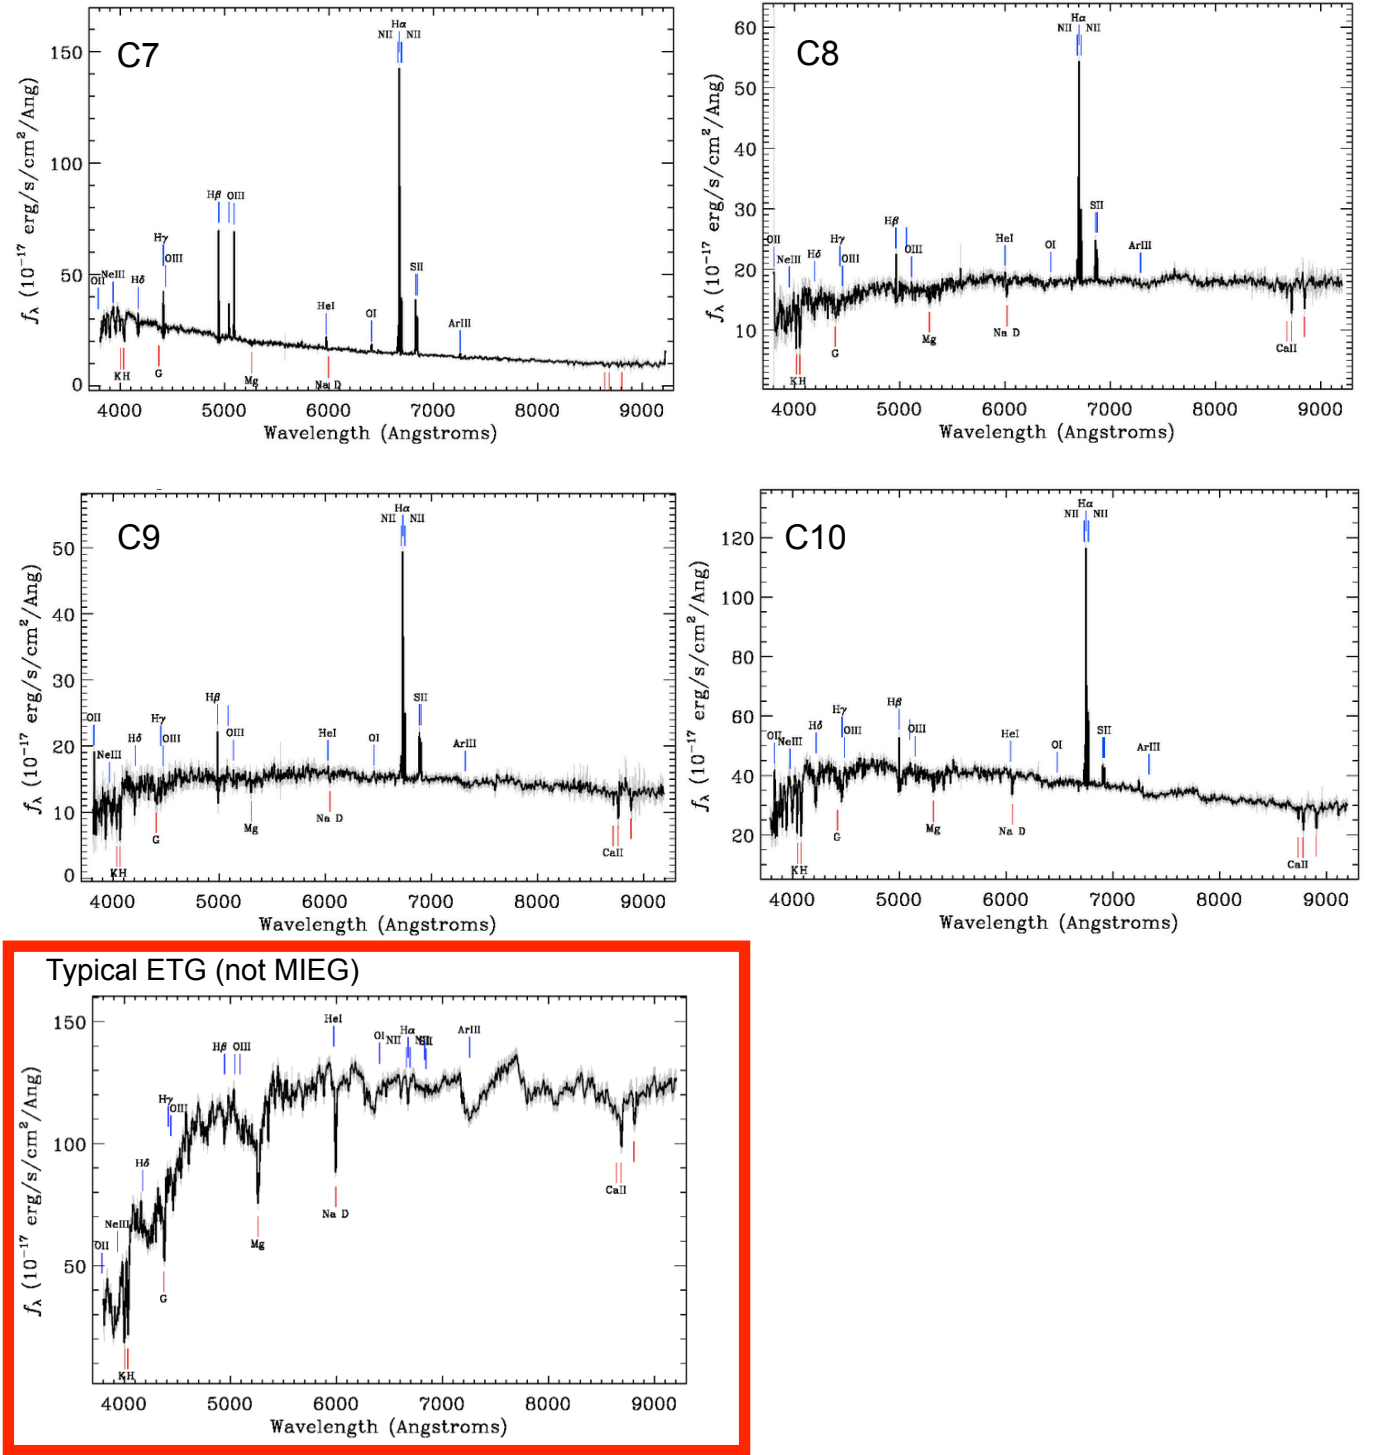 C7
Hα
NII NII
Hβ OIII
Hγ
OIII
OII NeIII Hδ
SII
HeI
OI
ArIII
K H G Mg Na D
150
100
50
0
4000 5000 6000 7000 8000 9000
Wavelength (Angstroms)
fλ (10⁻¹⁷ erg/s/cm²/Ang)
C8
Hα
NII NII
Hβ
SII
OII Hγ
NeIII Hδ OIII OIII HeI OI ArIII
K H G Mg Na D CaII
60
50
40
30
20
10
4000 5000 6000 7000 8000 9000
Wavelength (Angstroms)
fλ (10⁻¹⁷ erg/s/cm²/Ang)
C9
Hα
NII NII
Hβ SII
OII Hγ
NeIII Hδ OIII OIII HeI OI ArIII
K H G Mg Na D CaII
50
40
30
20
10
0
4000 5000 6000 7000 8000 9000
Wavelength (Angstroms)
fλ (10⁻¹⁷ erg/s/cm²/Ang)
C10
Hα
NII NII
Hβ
Hγ
OII NeIII Hδ OIII OIII HeI OI SII ArIII
K H G Mg Na D CaII
120
100
80
60
40
20
4000 5000 6000 7000 8000 9000
Wavelength (Angstroms)
fλ (10⁻¹⁷ erg/s/cm²/Ang)
Typical ETG (not MIEG)
HeI
Hβ OIII OI NII Hα NII SII ArIII
Hγ
OIII
Hδ
NeIII
OII
K H G Mg Na D CaII
150
100
50
4000 5000 6000 7000 8000 9000
Wavelength (Angstroms)
fλ (10⁻¹⁷ erg/s/cm²/Ang)